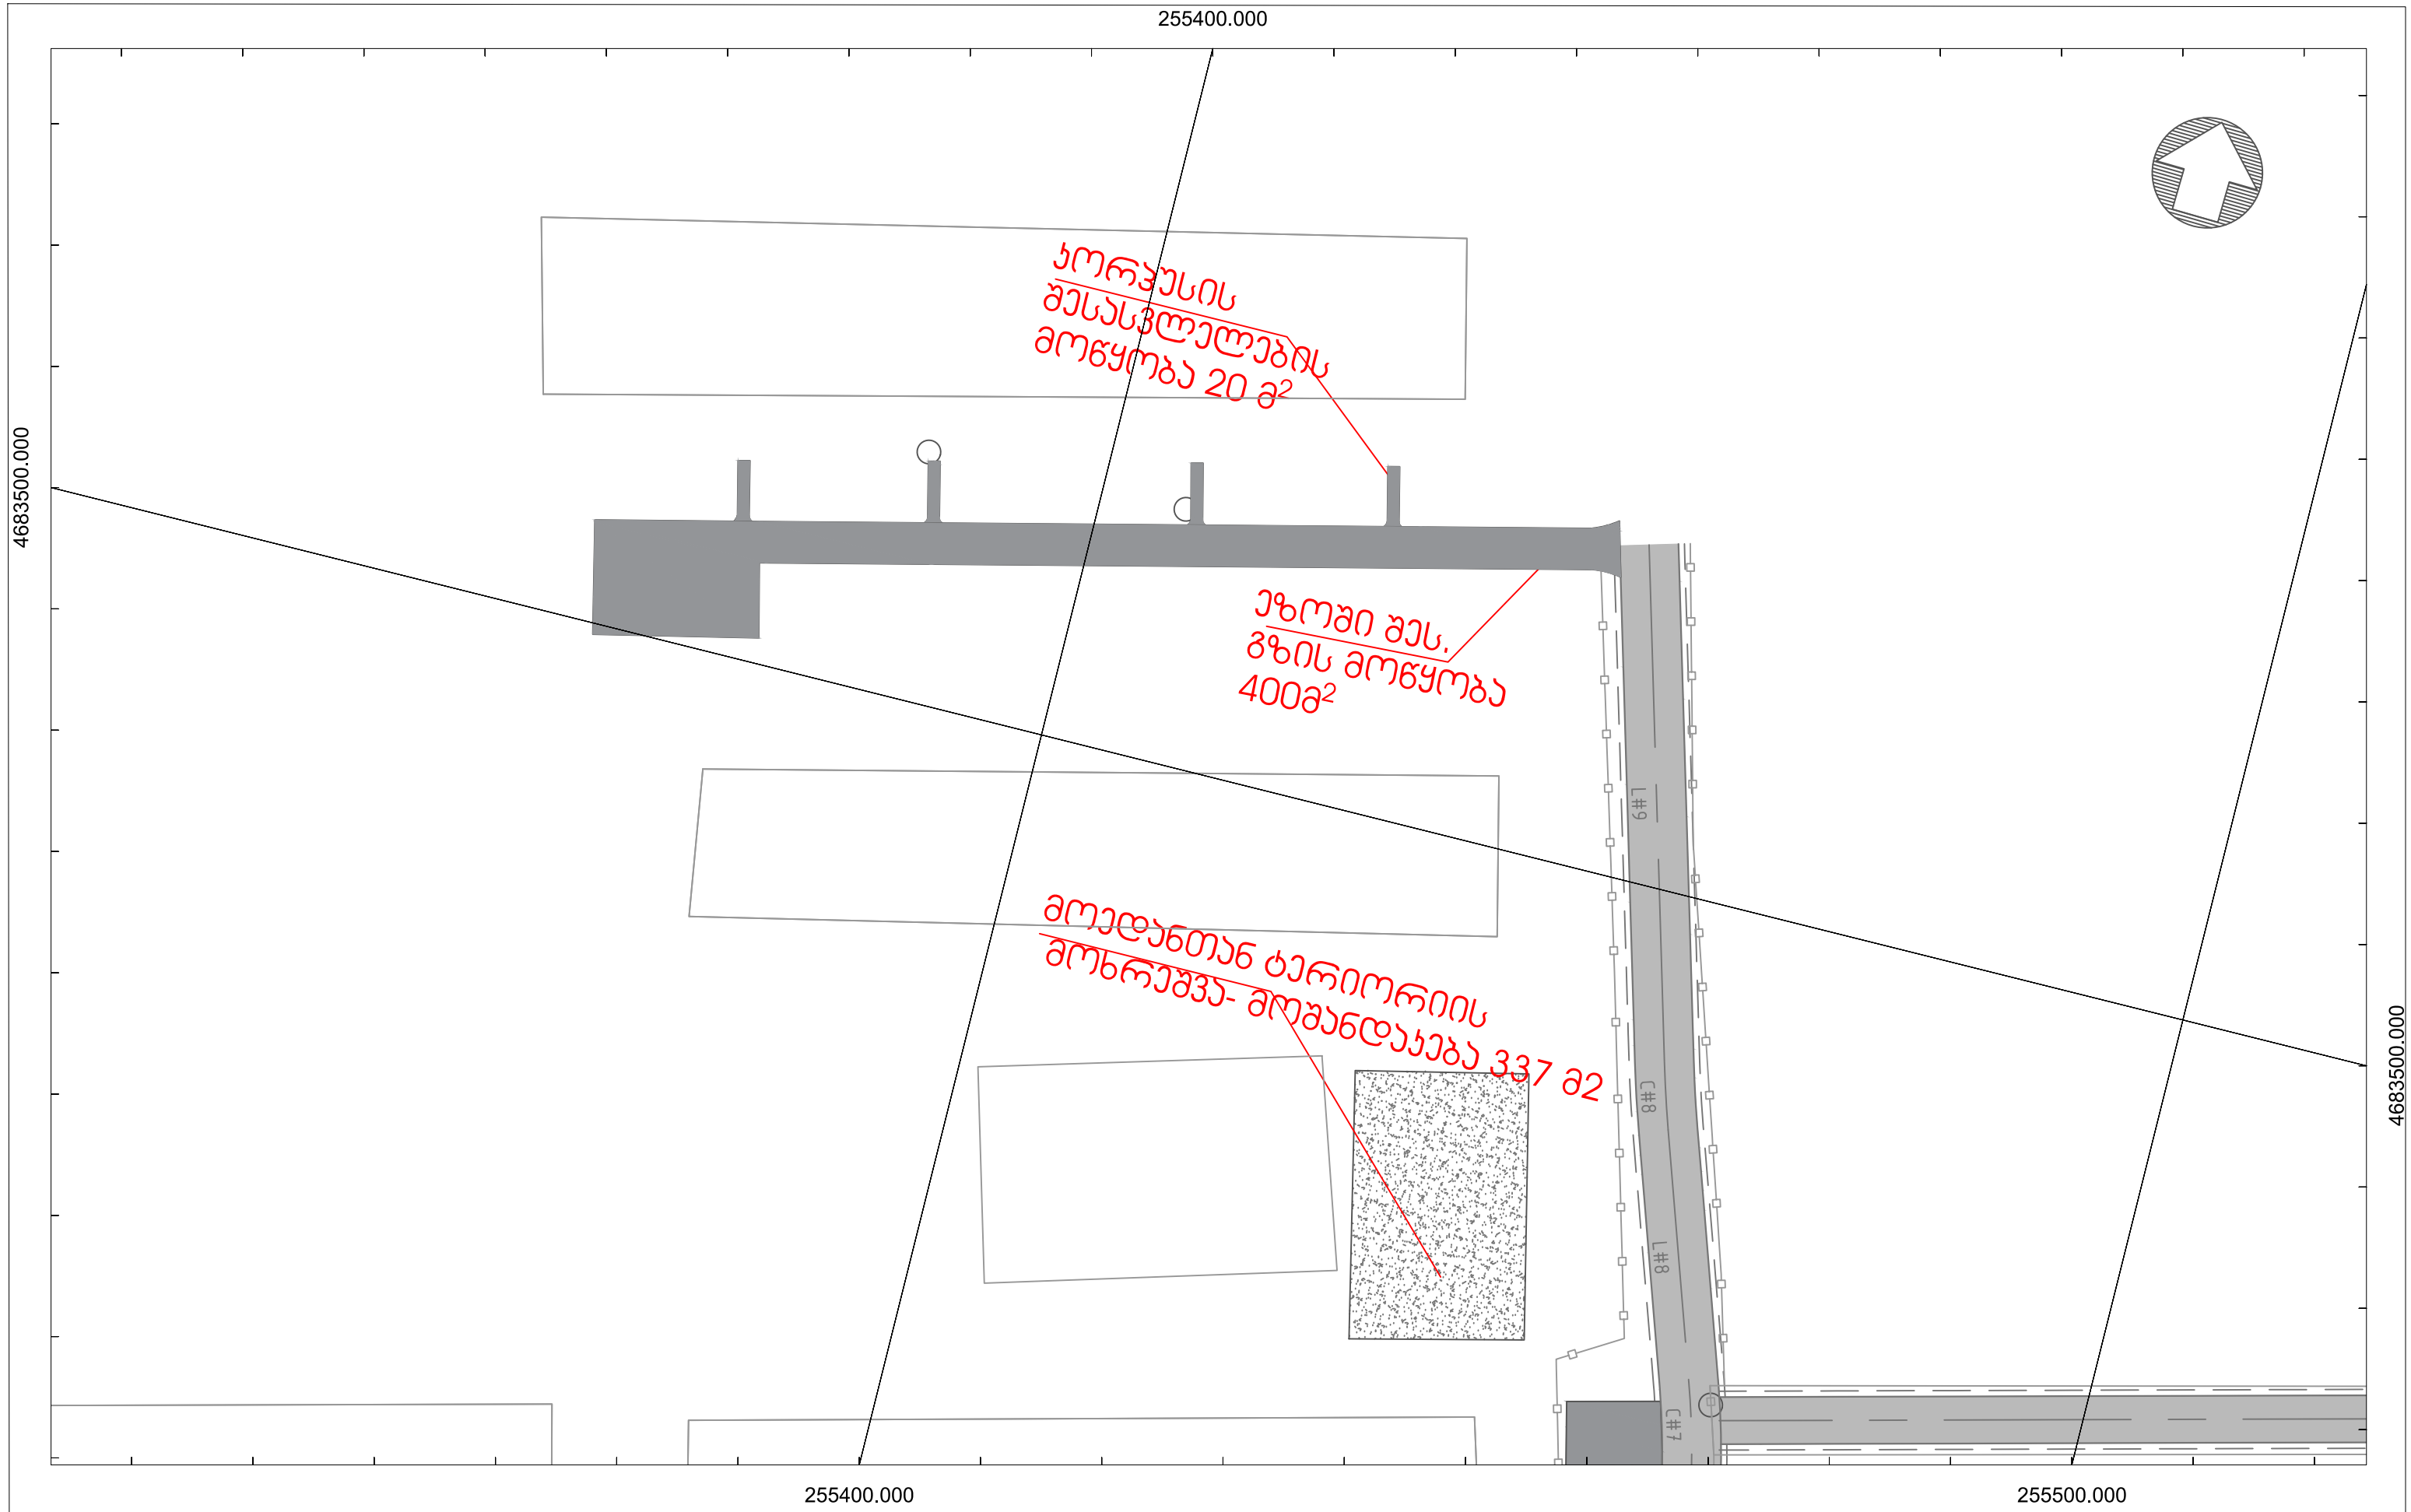 255400.000
4683500.000
კორპუსის
შესასვლელების
მოწყობა 20 მ²
ეზოში შეს.
გზის მოწყობა
400მ²
L#9
მოედანთან ტერიორიის
მოხრეშვა- მოშანდაკება 337 მ2
4683500.000
C#8
L#8
C#7
255400.000
255500.000